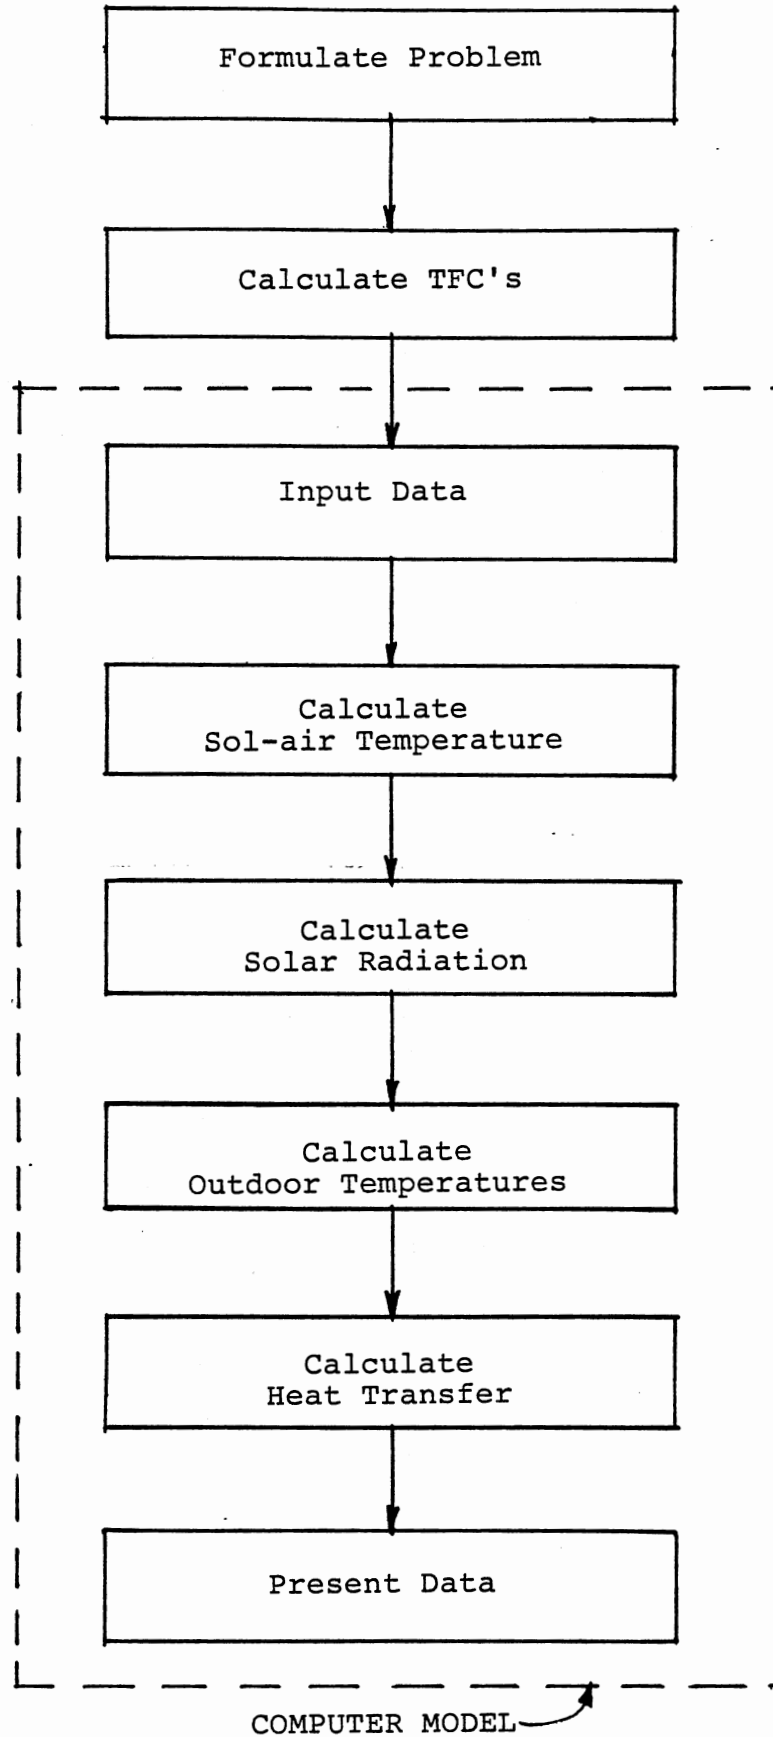 Formulate Problem
Calculate TFC's
Input Data
Calculate
Sol-air Temperature
Calculate
Solar Radiation
Calculate
Outdoor Temperatures
Calculate
Heat Transfer
Present Data
COMPUTER MODEL